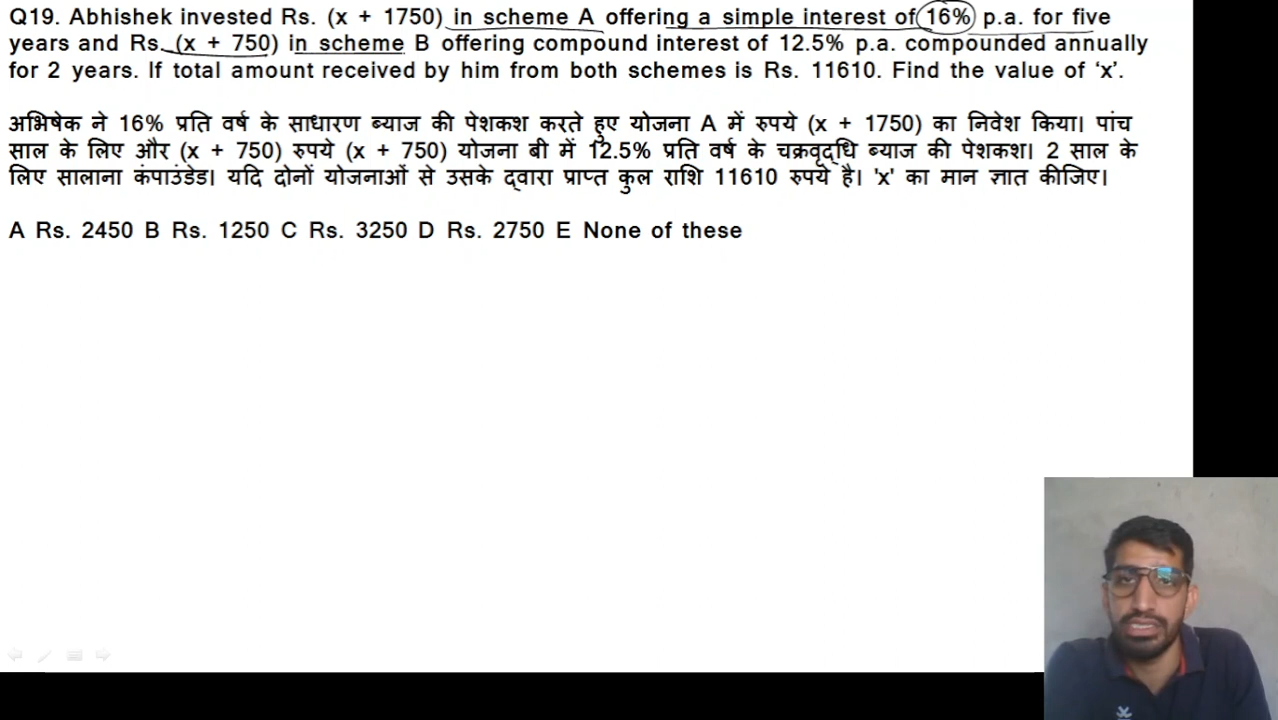 Q19. Abhishek invested Rs. (x + 1750) in scheme A offering a simple interest of 16% p.a. for five
years and Rs. (x + 750) in scheme B offering compound interest of 12.5% p.a. compounded annually
for 2 years. If total amount received by him from both schemes is Rs. 11610. Find the value of ‘x’.
अभिषेक ने 16% प्रति वर्ष के साधारण ब्याज की पेशकश करते हुए योजना A में रुपये (x + 1750) का निवेश किया। पांच
साल के लिए और (x + 750) रुपये (x + 750) योजना बी में 12.5% प्रति वर्ष के चक्रवृद्धि ब्याज की पेशकश। 2 साल के
लिए सालाना कंपाउंडेड। यदि दोनों योजनाओं से उसके द्वारा प्राप्त कुल राशि 11610 रुपये है। 'x' का मान ज्ञात कीजिए।
A Rs. 2450 B Rs. 1250 C Rs. 3250 D Rs. 2750 E None of these